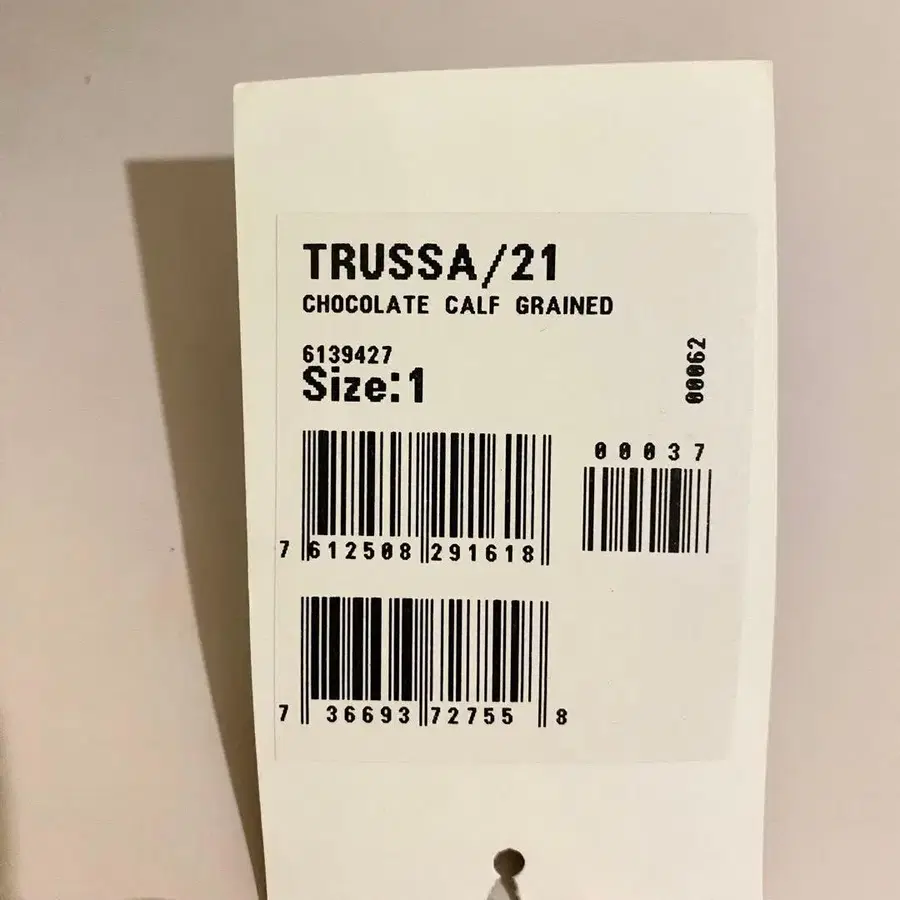 TRUSSA/21
CHOCOLATE CALF GRAINED
6139427
Size:1
00062
00037
7 612508 291618
7 36693 72755 8